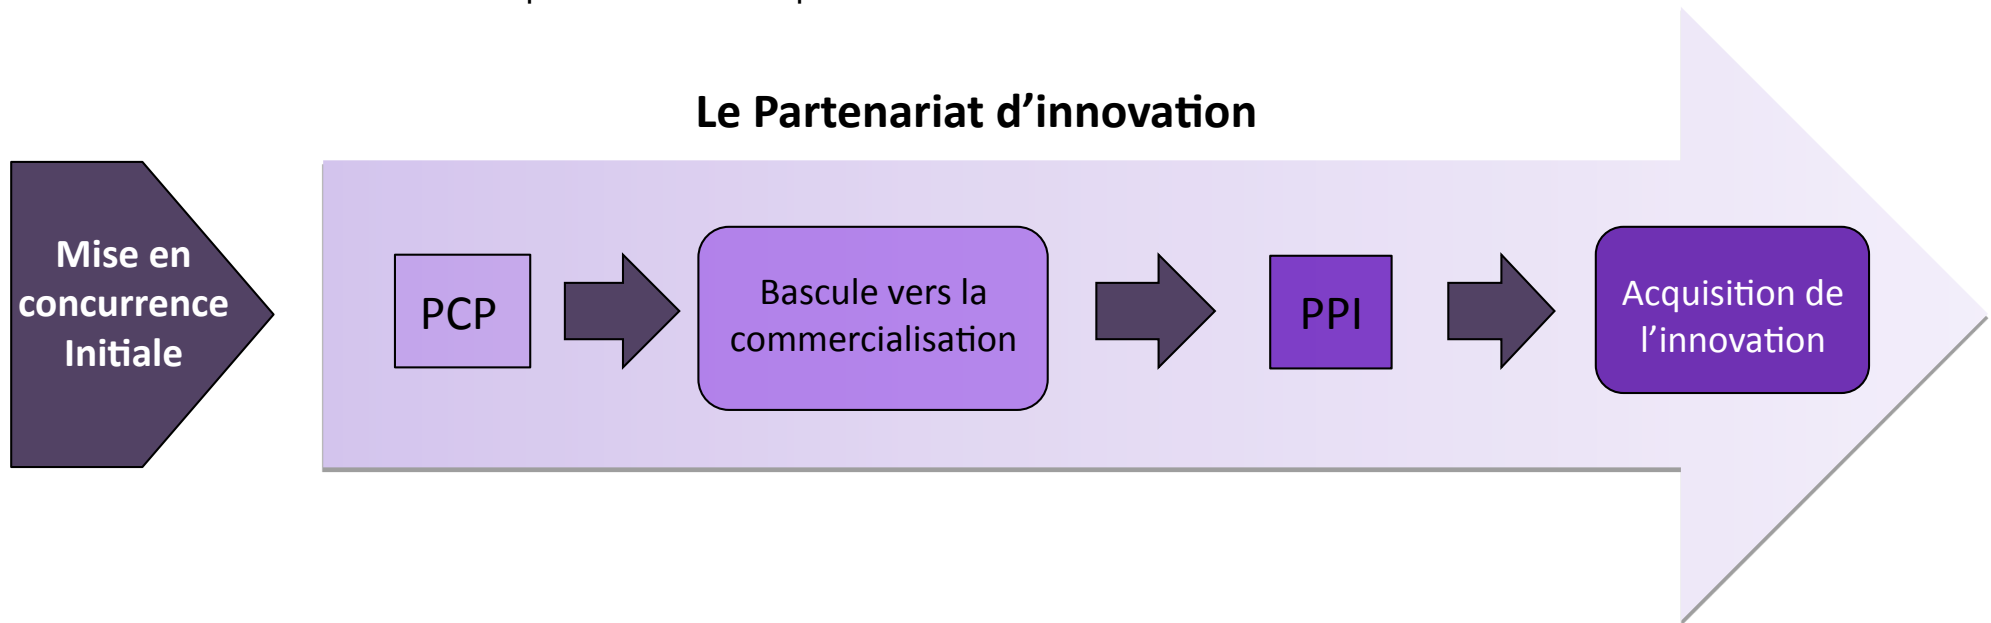 Le Partenariat d’innovation
Mise en
concurrence
Initiale
PCP
Bascule vers la
commercialisation
PPI
Acquisition de
l’innovation